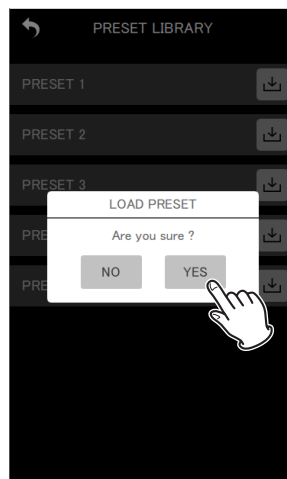 PRESET LIBRARY
PRESET 1
PRESET 2
PRESET 3
LOAD PRESET
PRE
Are you sure ?
NO YES
PRE